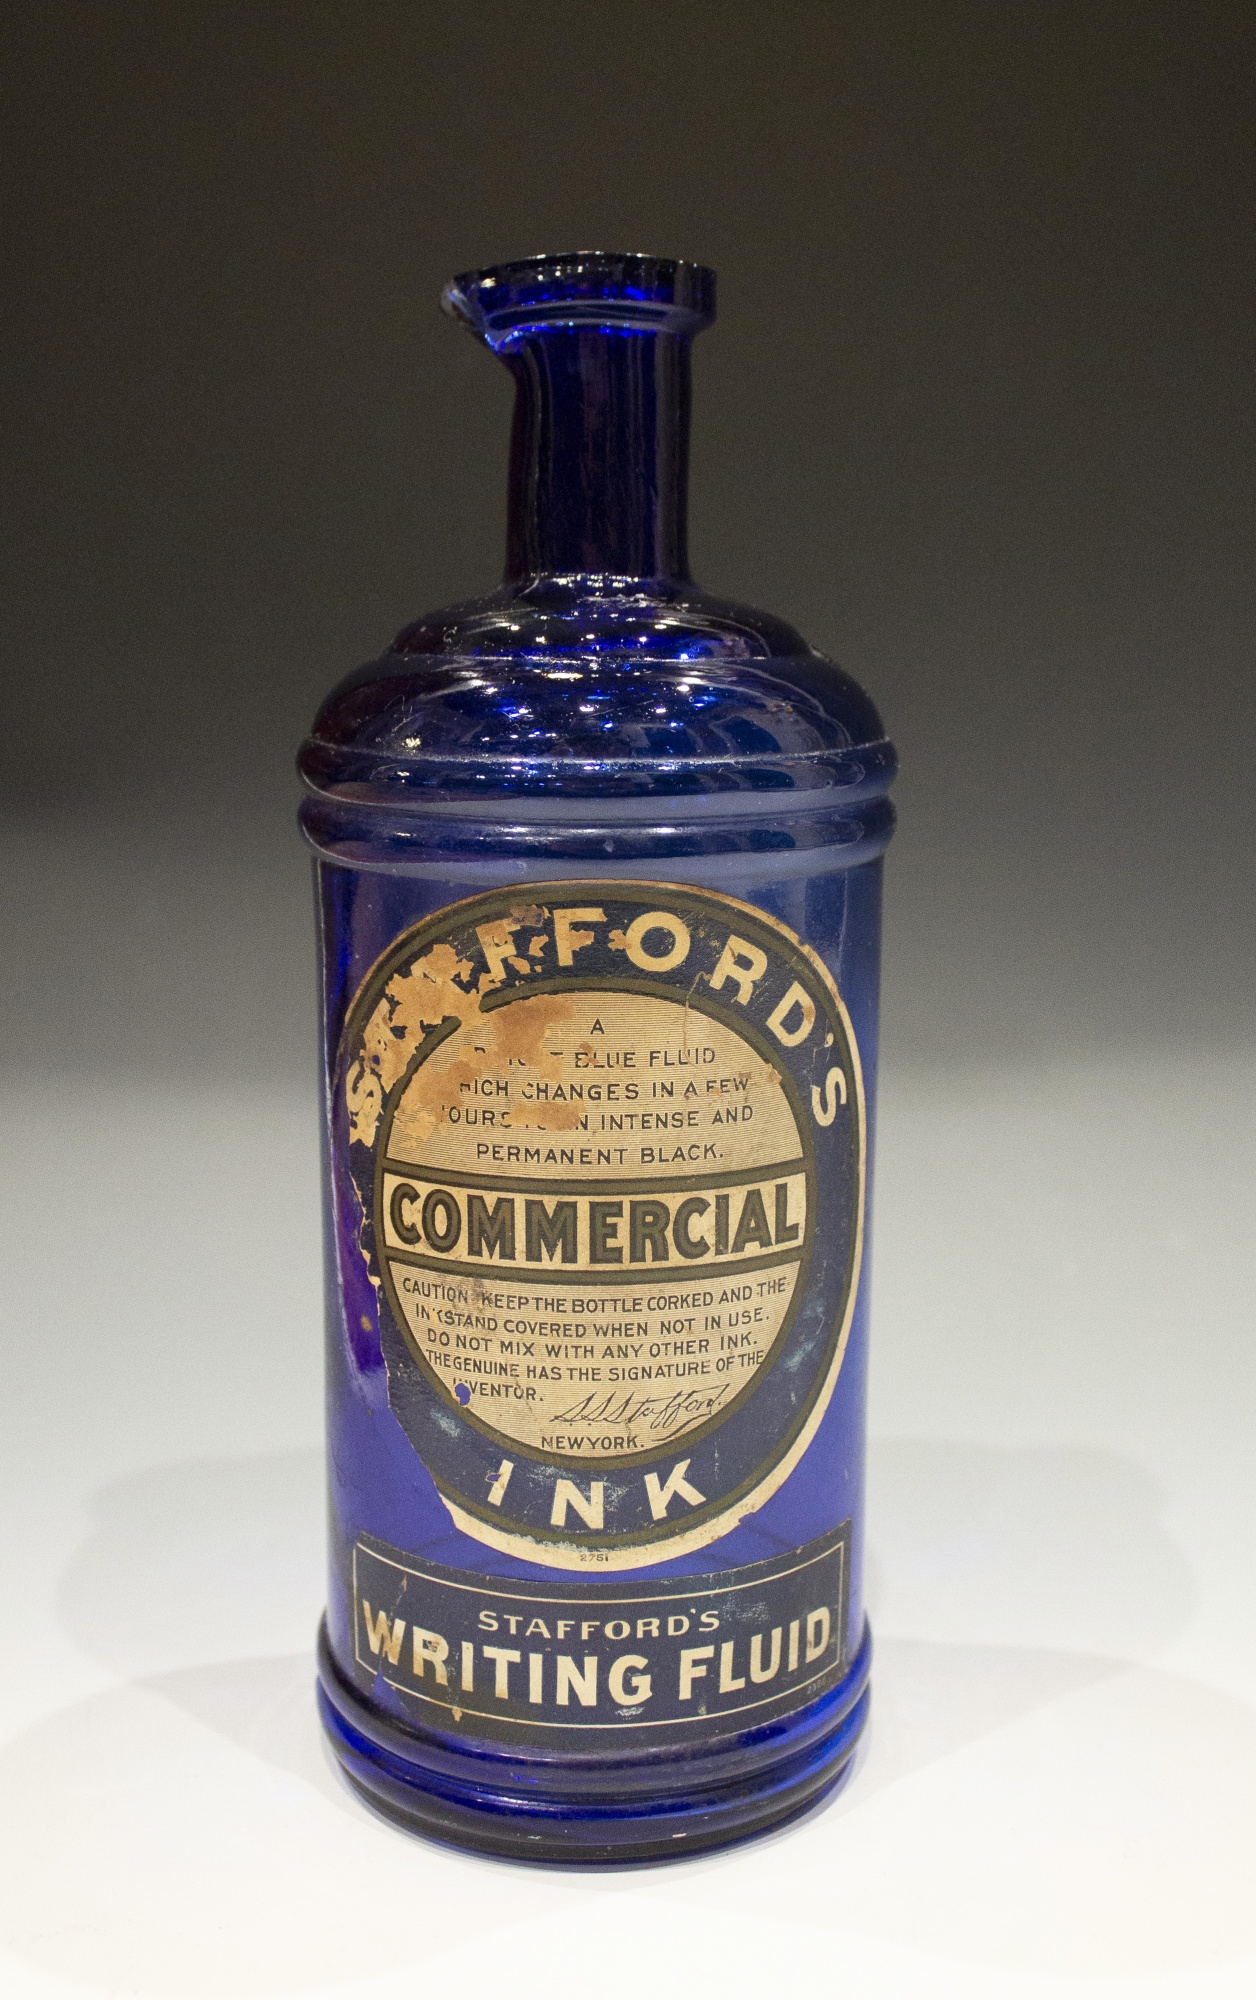 STAFFORD'S
A
BLUE FLUID
CHANGES IN A FEW
INTENSE AND
PERMANENT BLACK.
COMMERCIAL
CAUTION KEEP THE BOTTLE CORKED AND THE
INKSTAND COVERED WHEN NOT IN USE.
DO NOT MIX WITH ANY OTHER INK.
THE GENUINE HAS THE SIGNATURE OF THE
INVENTOR.
S.S. Stafford.
NEW YORK.
INK
2751
STAFFORD'S
WRITING FLUID